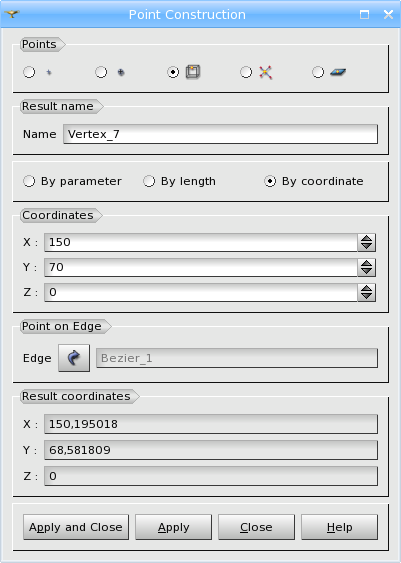 Point Construction
Points
Result name
Name Vertex_7
By parameter By length By coordinate
Coordinates
X : 150
Y : 70
Z : 0
Point on Edge
Edge Bezier_1
Result coordinates
X : 150,195018
Y : 68,581809
Z : 0
Apply and Close Apply Close Help